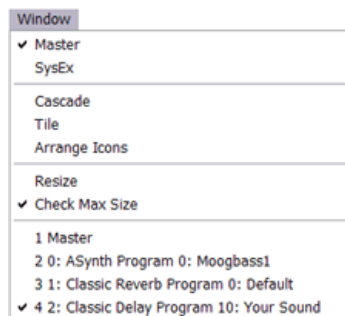 Window
✔ Master
SysEx
Cascade
Tile
Arrange Icons
Resize
✔ Check Max Size
1 Master
2 0: ASynth Program 0: Moogbass1
3 1: Classic Reverb Program 0: Default
✔ 4 2: Classic Delay Program 10: Your Sound